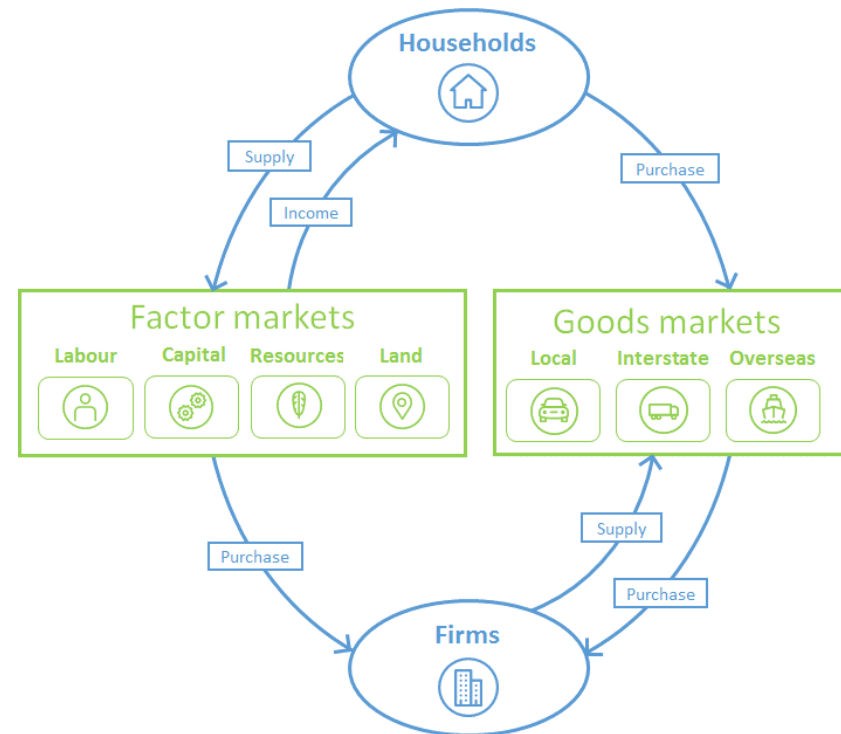 Households
Supply
Purchase
Income
Factor markets
Labour Capital Resources Land
Goods markets
Local Interstate Overseas
Supply
Purchase
Purchase
Firms